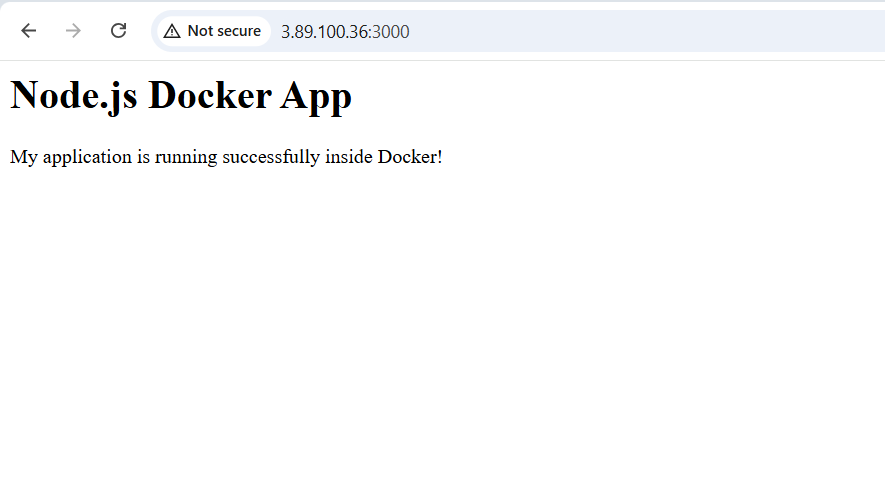 Not secure 3.89.100.36:3000
Node.js Docker App
My application is running successfully inside Docker!